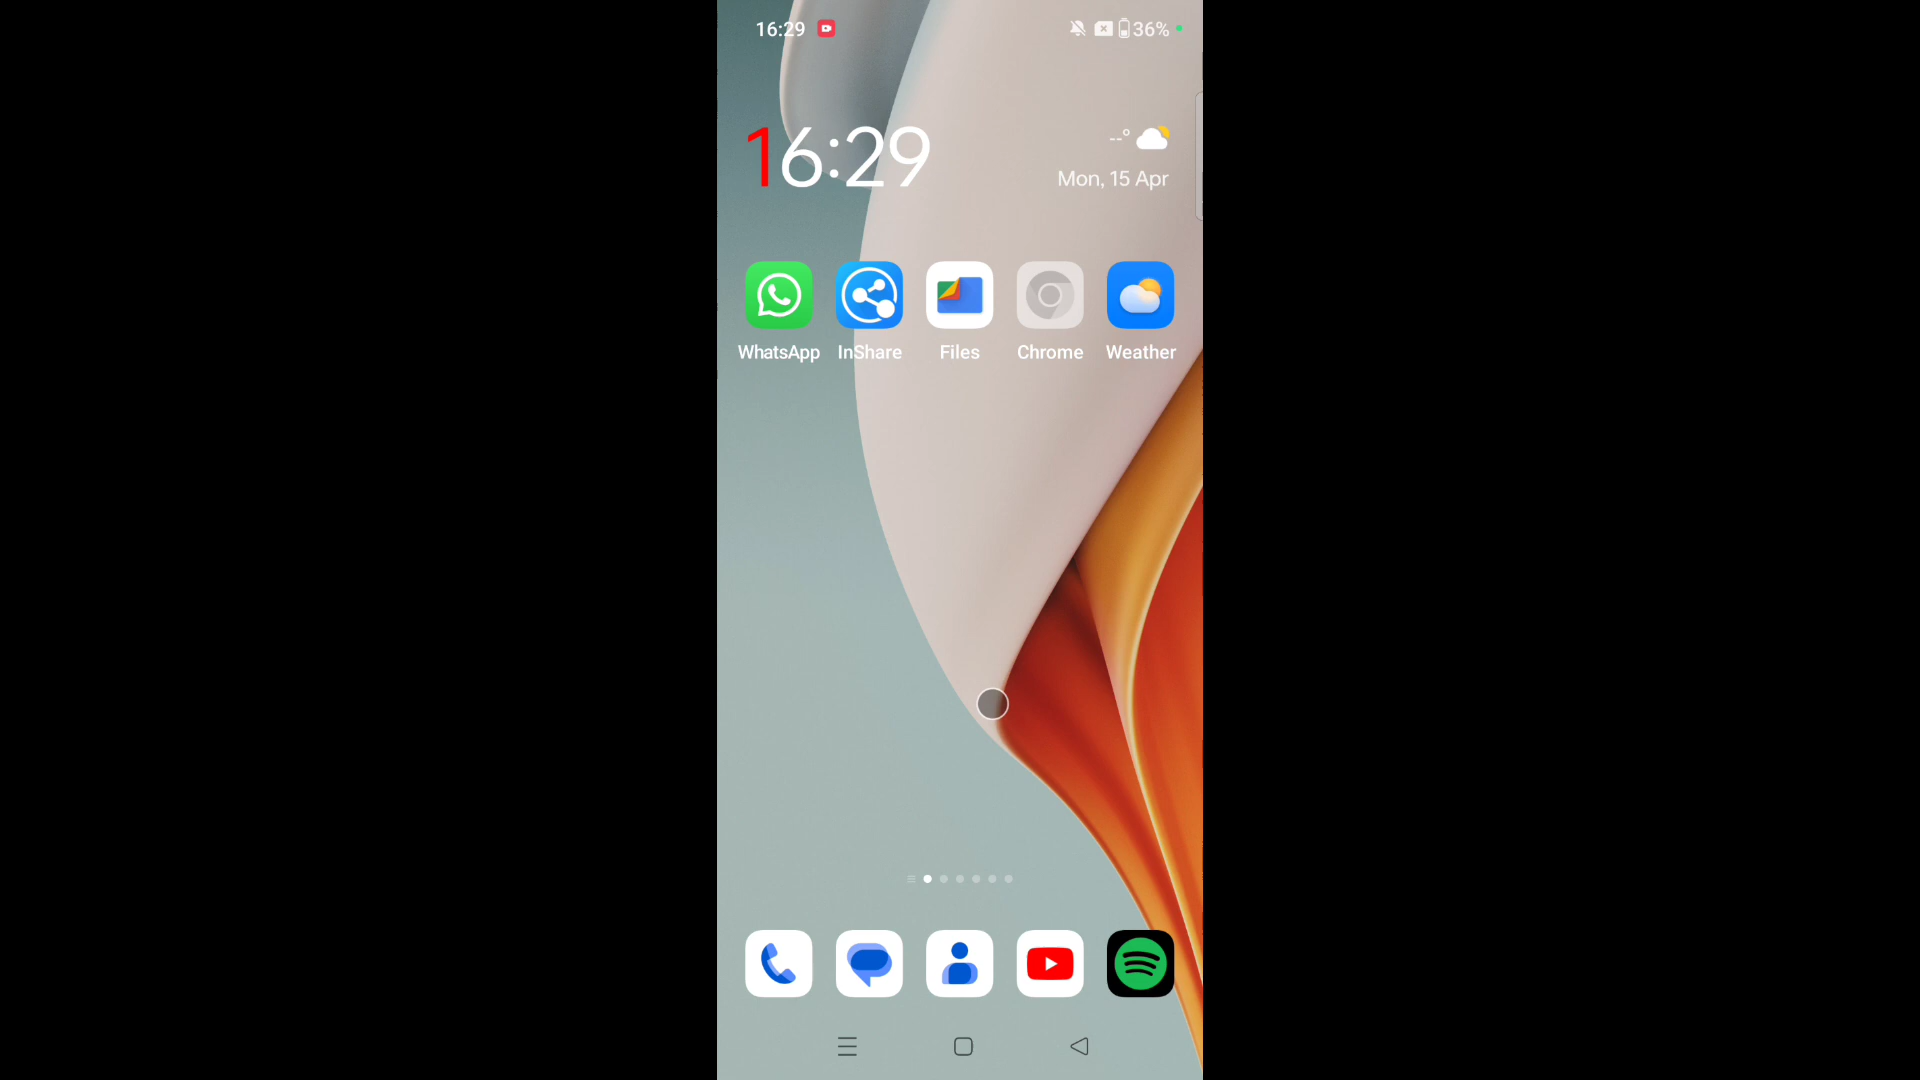 16:29 36%
16:29
--°
Mon, 15 Apr
WhatsApp InShare Files Chrome Weather